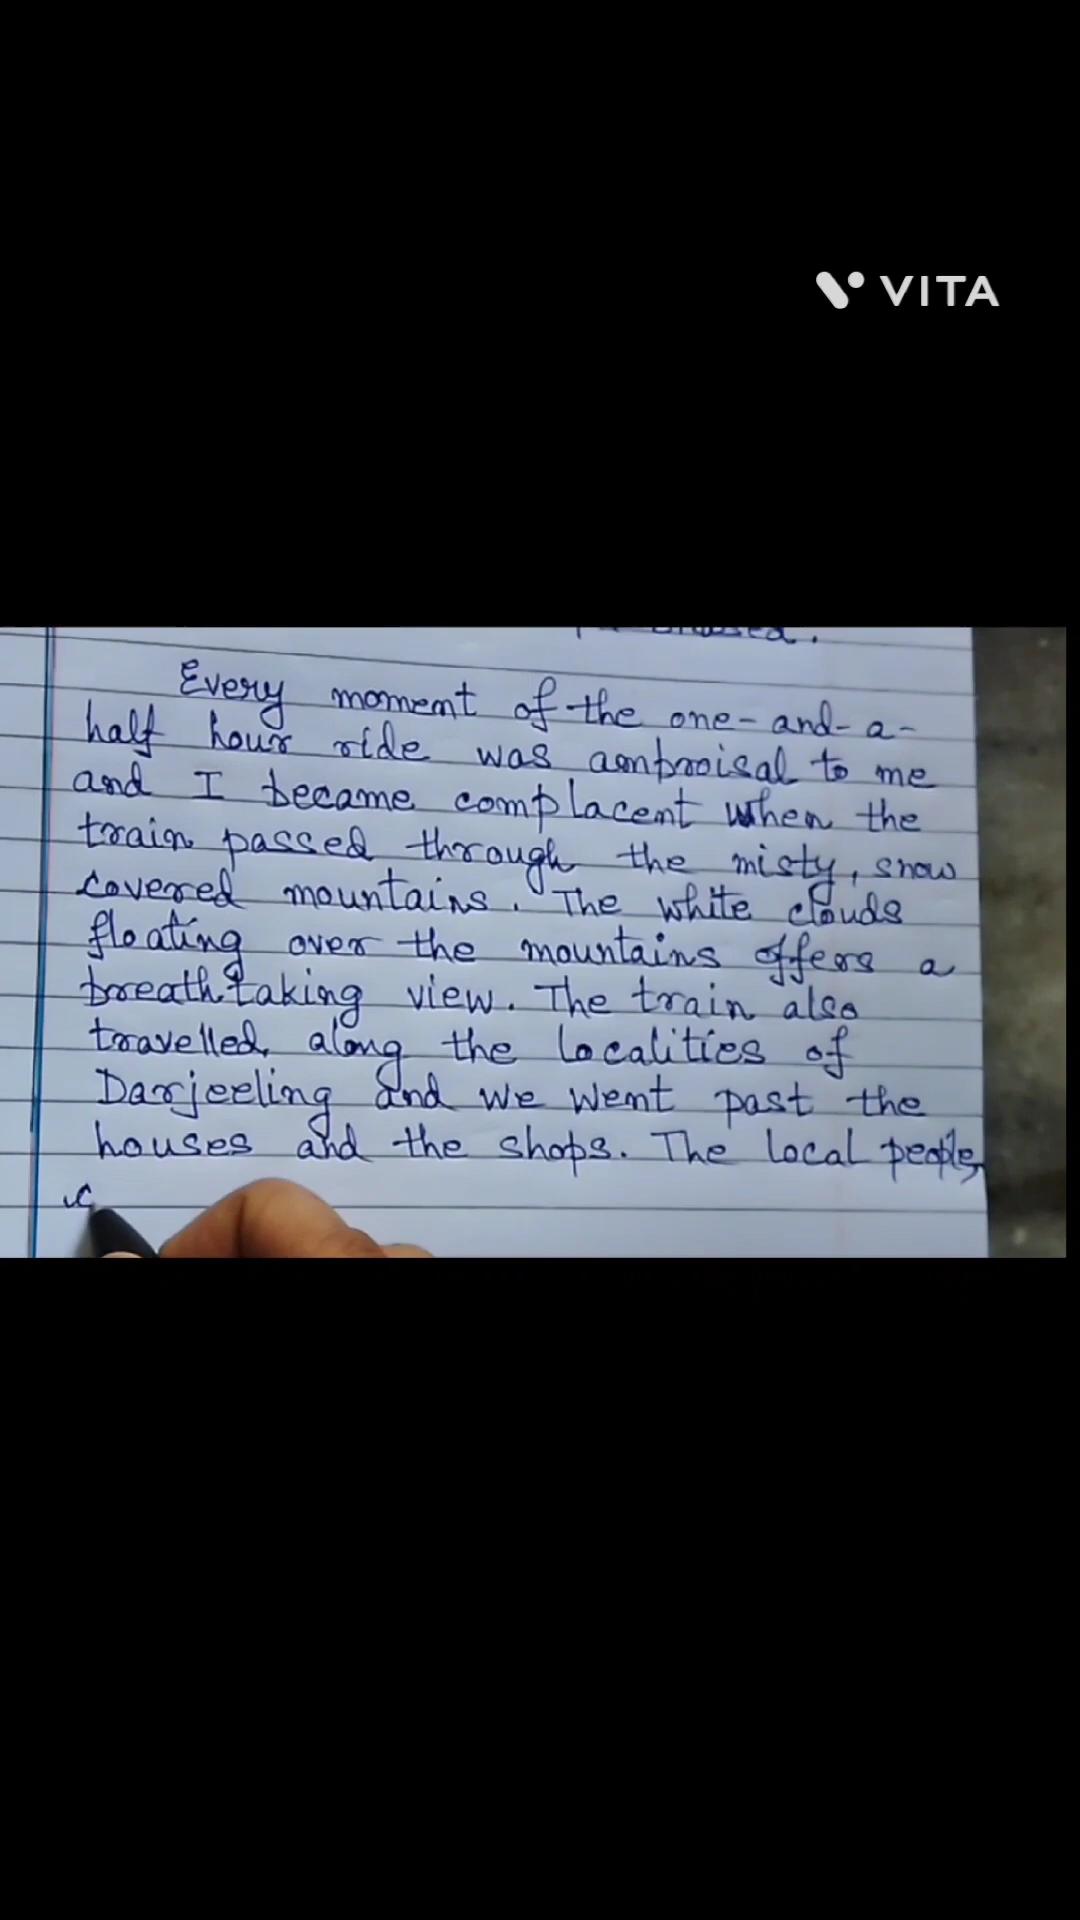 VITA
Every moment of the one-and-a-
half hour ride was ambroisal to me
and I became complacent when the
train passed through the misty, snow
covered mountains. The white clouds
floating over the mountains offers a
breathtaking view. The train also
travelled along the localities of
Darjeeling and we went past the
houses and the shops. The local people,